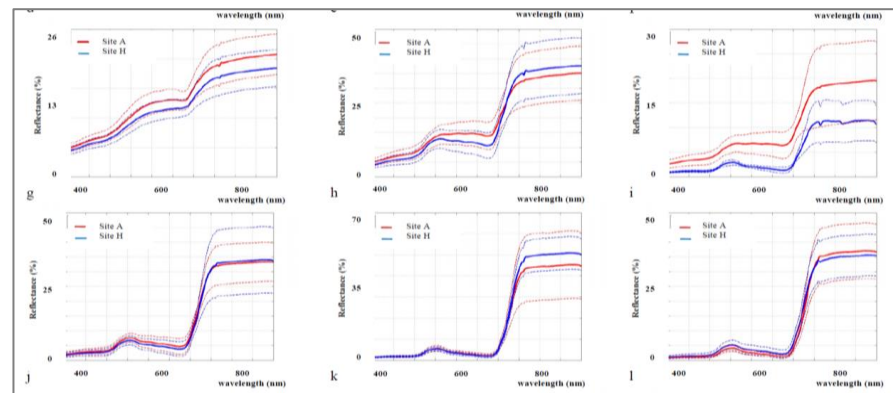 wavelength (nm) wavelength (nm) wavelength (nm)
26 Site A Site H 13 0 Reflectance (%) 400 600 800
50 Site A Site H 25 0 Reflectance (%) 400 600 800
30 Site A Site H 15 0 Reflectance (%) 400 600 800
g wavelength (nm) h wavelength (nm) i wavelength (nm)
50 Site A Site H 25 0 Reflectance (%) 400 600 800
70 Site A Site H 35 0 Reflectance (%) 400 600 800
50 Site A Site H 25 0 Reflectance (%) 400 600 800
j wavelength (nm) k wavelength (nm) l wavelength (nm)